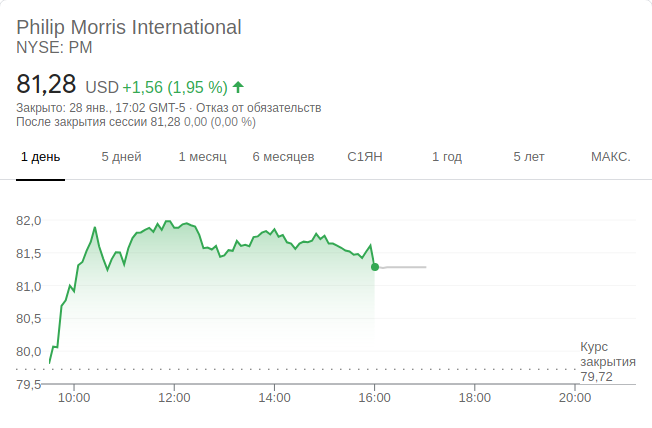 Philip Morris International
NYSE: PM
81,28 USD +1,56 (1,95 %)
Закрыто: 28 янв., 17:02 GMT-5 · Отказ от обязательств
После закрытия сессии 81,28 0,00 (0,00 %)
1 день 5 дней 1 месяц 6 месяцев С1ЯН 1 год 5 лет МАКС.
82,0
81,5
81,0
80,5
80,0
79,5
Курс
закрытия
79,72
10:00 12:00 14:00 16:00 18:00 20:00